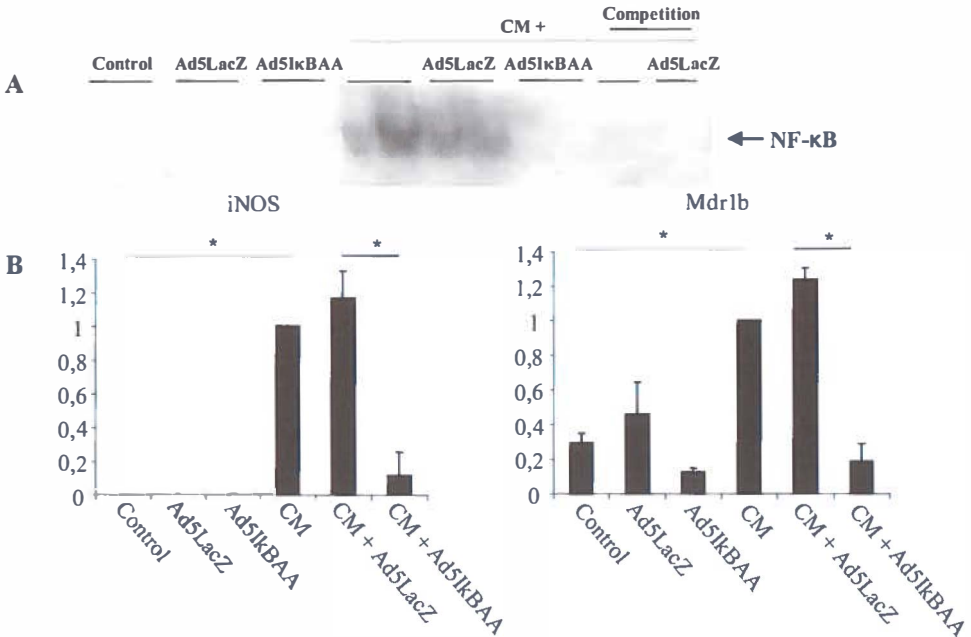 Competition
CM +
Control Ad5LacZ Ad5IκBAA Ad5LacZ Ad5IκBAA Ad5LacZ
A
NF-κB
iNOS Mdr1b
B
* * * *
1,4 1,4
1,2 1,2
1 1
0,8 0,8
0,6 0,6
0,4 0,4
0,2 0,2
0 0
Control Ad5LacZ Ad5IkBAA CM CM + Ad5LacZ CM + Ad5IkBAA
Control Ad5LacZ Ad5IkBAA CM CM + Ad5LacZ CM + Ad5IkBAA